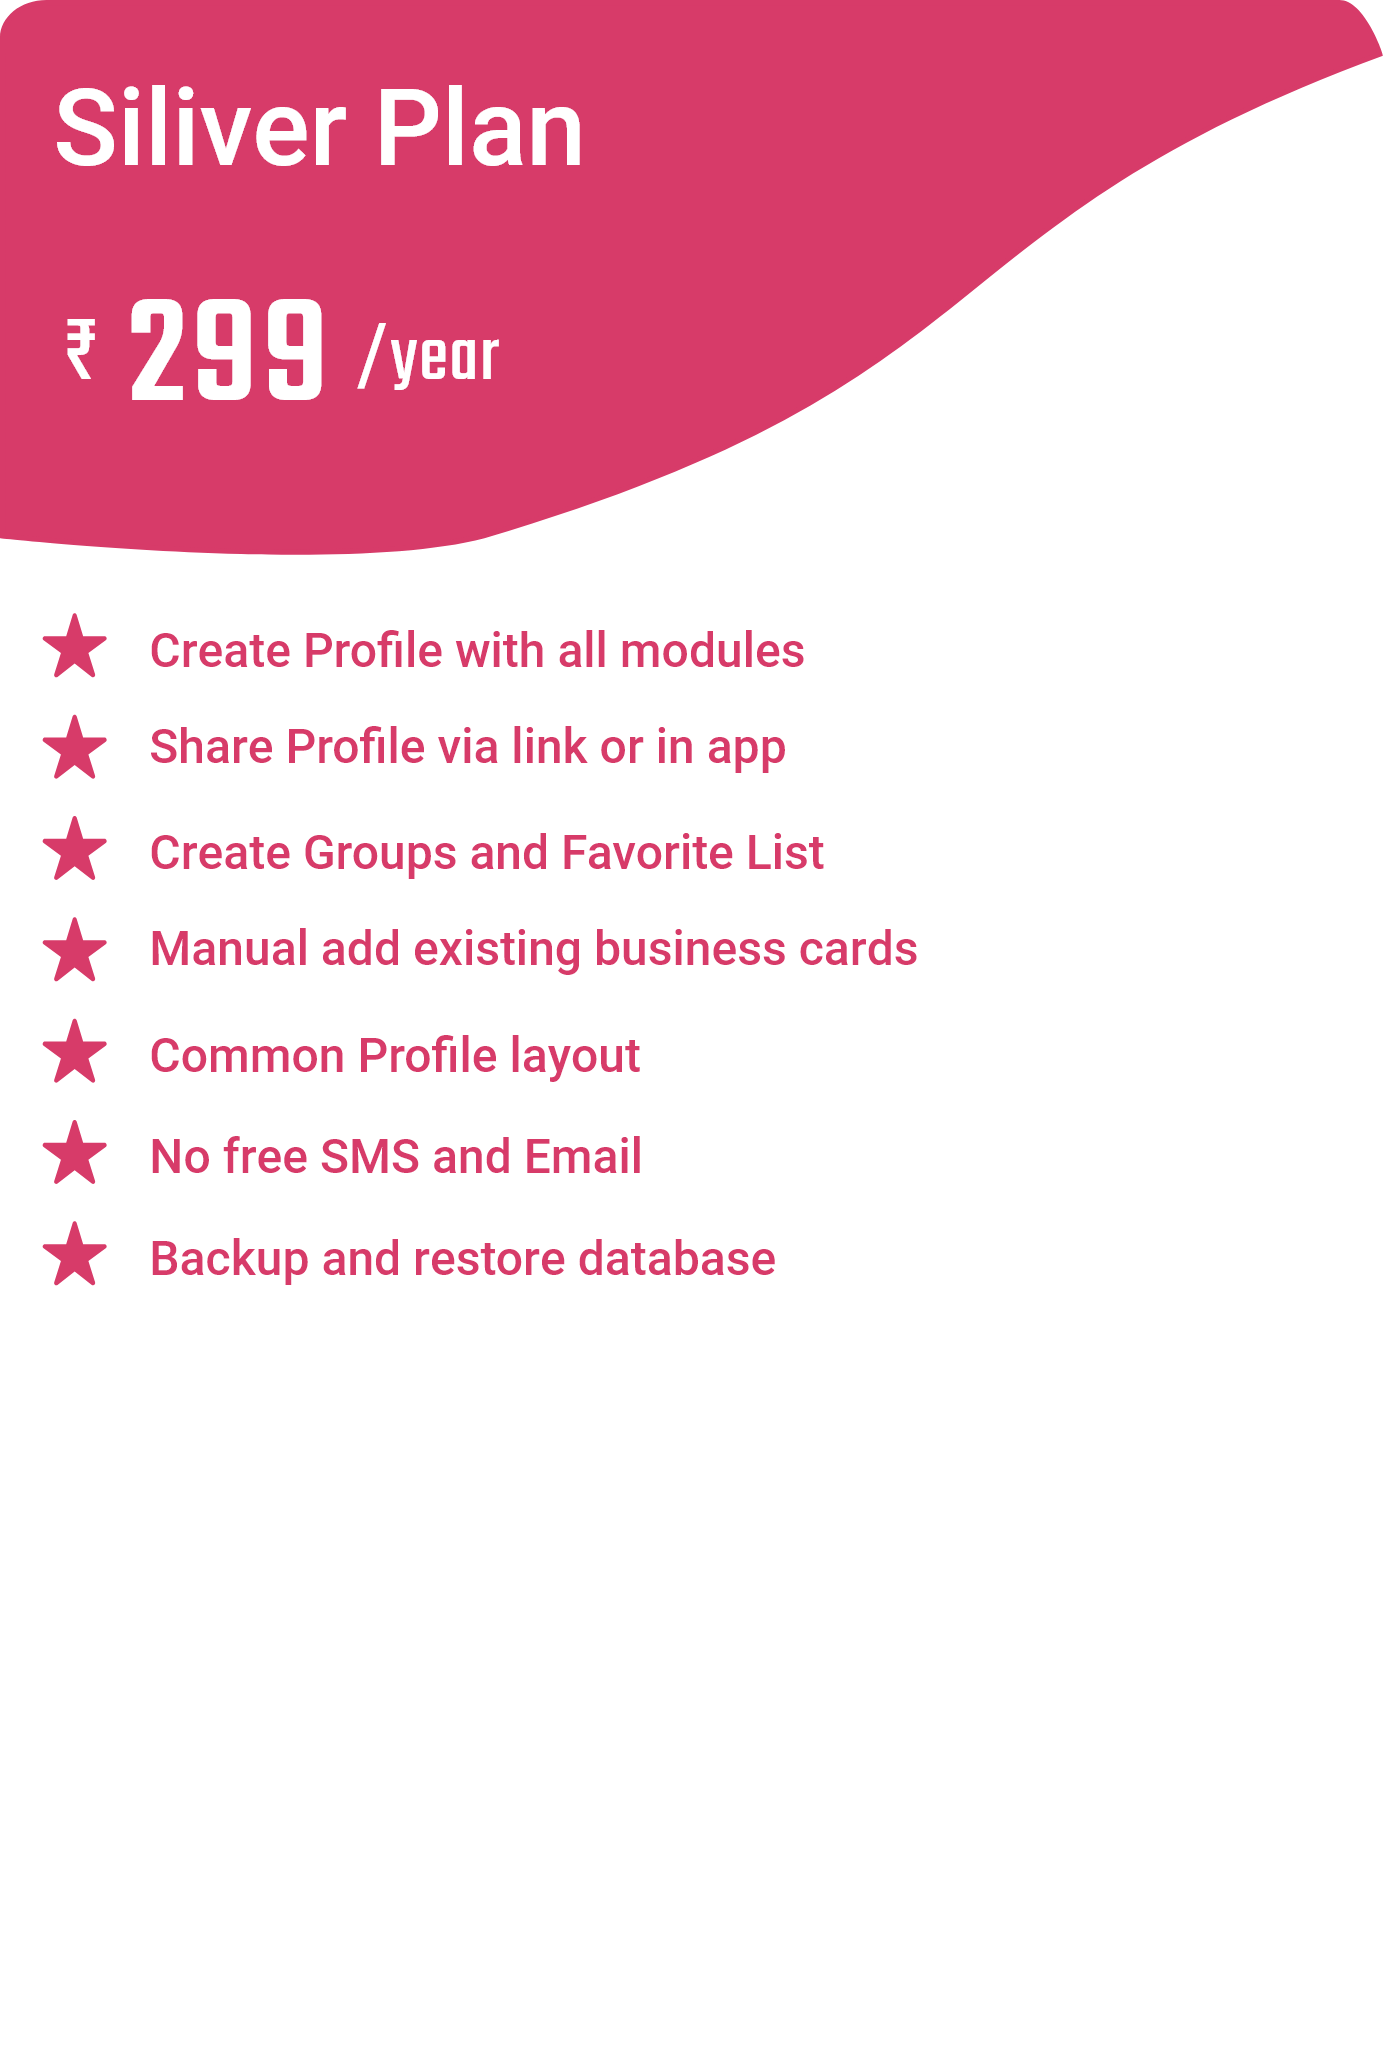 Siliver Plan
₹ 299 /year
Create Profile with all modules
Share Profile via link or in app
Create Groups and Favorite List
Manual add existing business cards
Common Profile layout
No free SMS and Email
Backup and restore database